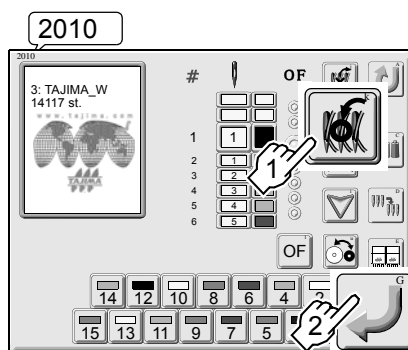 2010
2010
# OF
3: TAJIMA_W
14117 st.
www.tajima.com
TAJIMA
1 1
2 1
3 2
4 3
5 4
6 5
K
A
C
D
1
2
OF
I
G
14 12 10 8 6 4 2
15 13 11 9 7 5